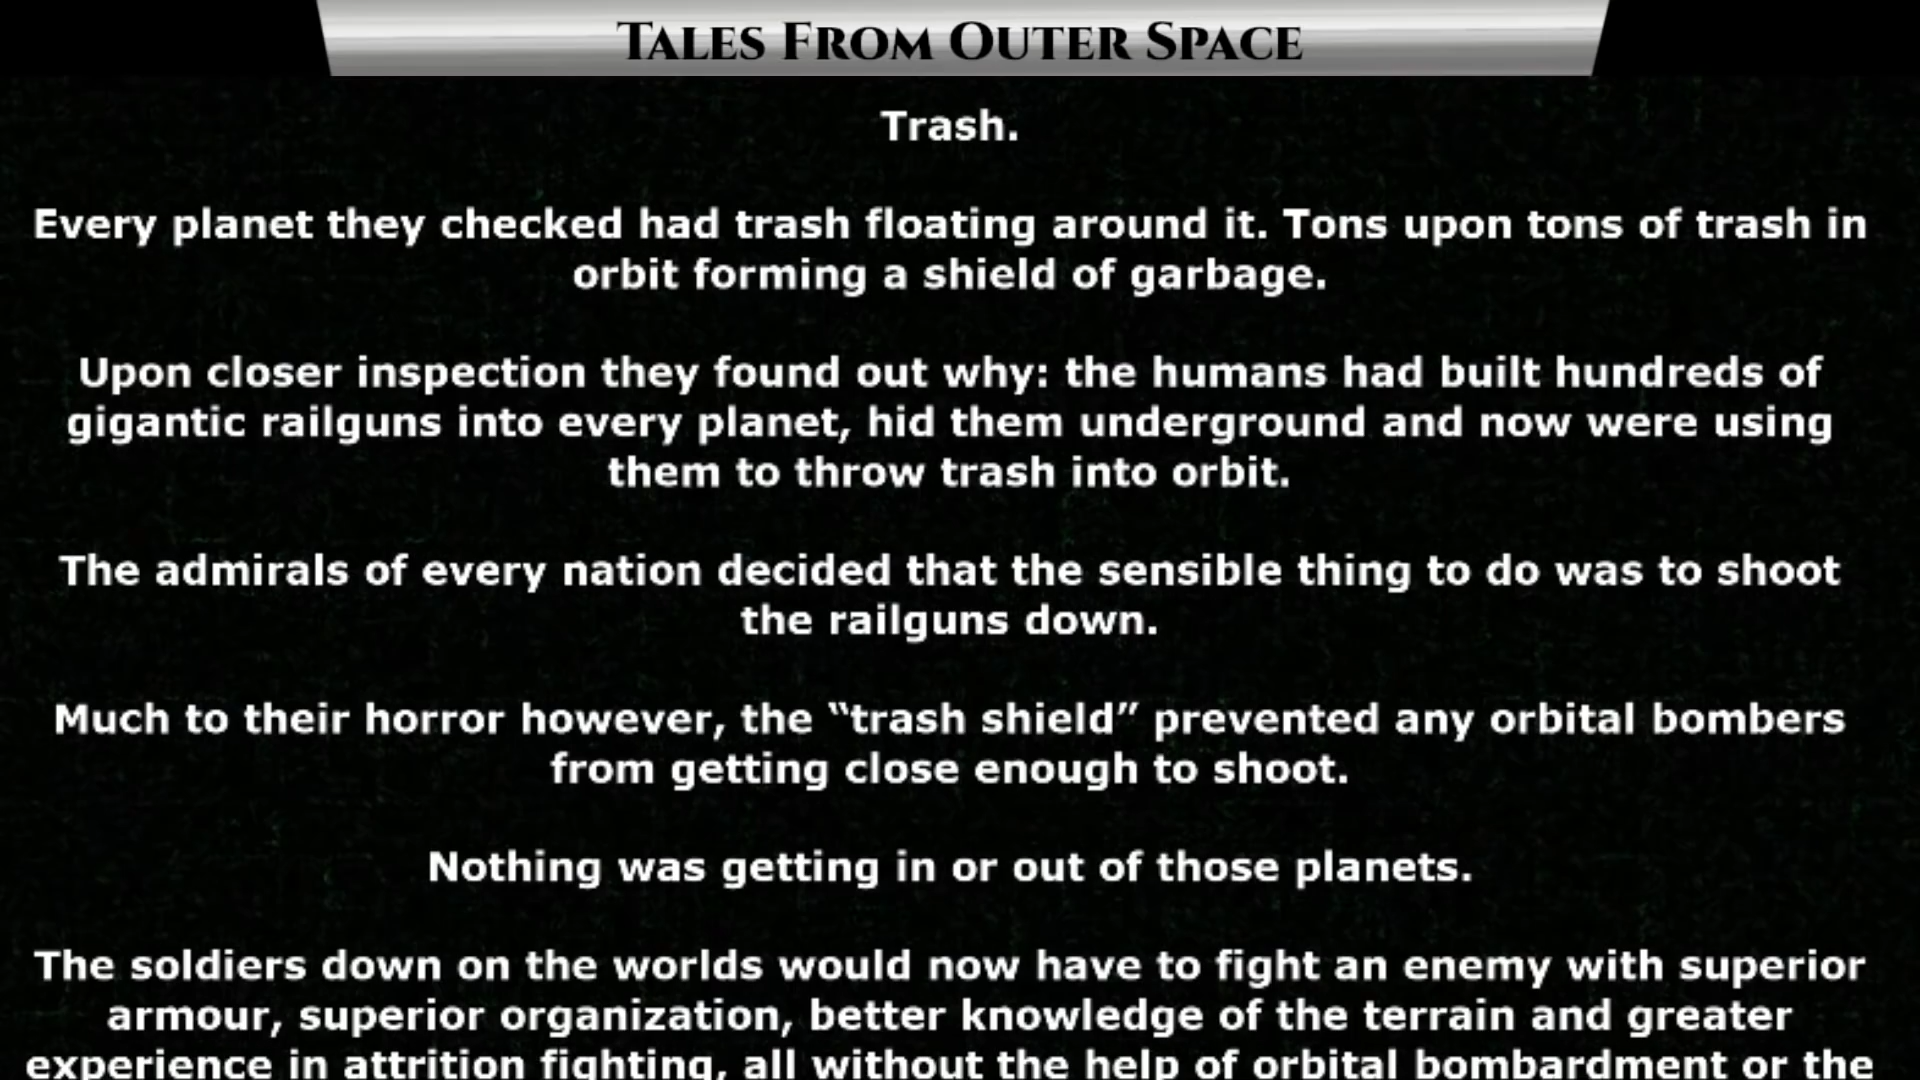 Tales From Outer Space
Trash.
Every planet they checked had trash floating around it. Tons upon tons of trash in
orbit forming a shield of garbage.
Upon closer inspection they found out why: the humans had built hundreds of
gigantic railguns into every planet, hid them underground and now were using
them to throw trash into orbit.
The admirals of every nation decided that the sensible thing to do was to shoot
the railguns down.
Much to their horror however, the “trash shield” prevented any orbital bombers
from getting close enough to shoot.
Nothing was getting in or out of those planets.
The soldiers down on the worlds would now have to fight an enemy with superior
armour, superior organization, better knowledge of the terrain and greater
experience in attrition fighting, all without the help of orbital bombardment or the